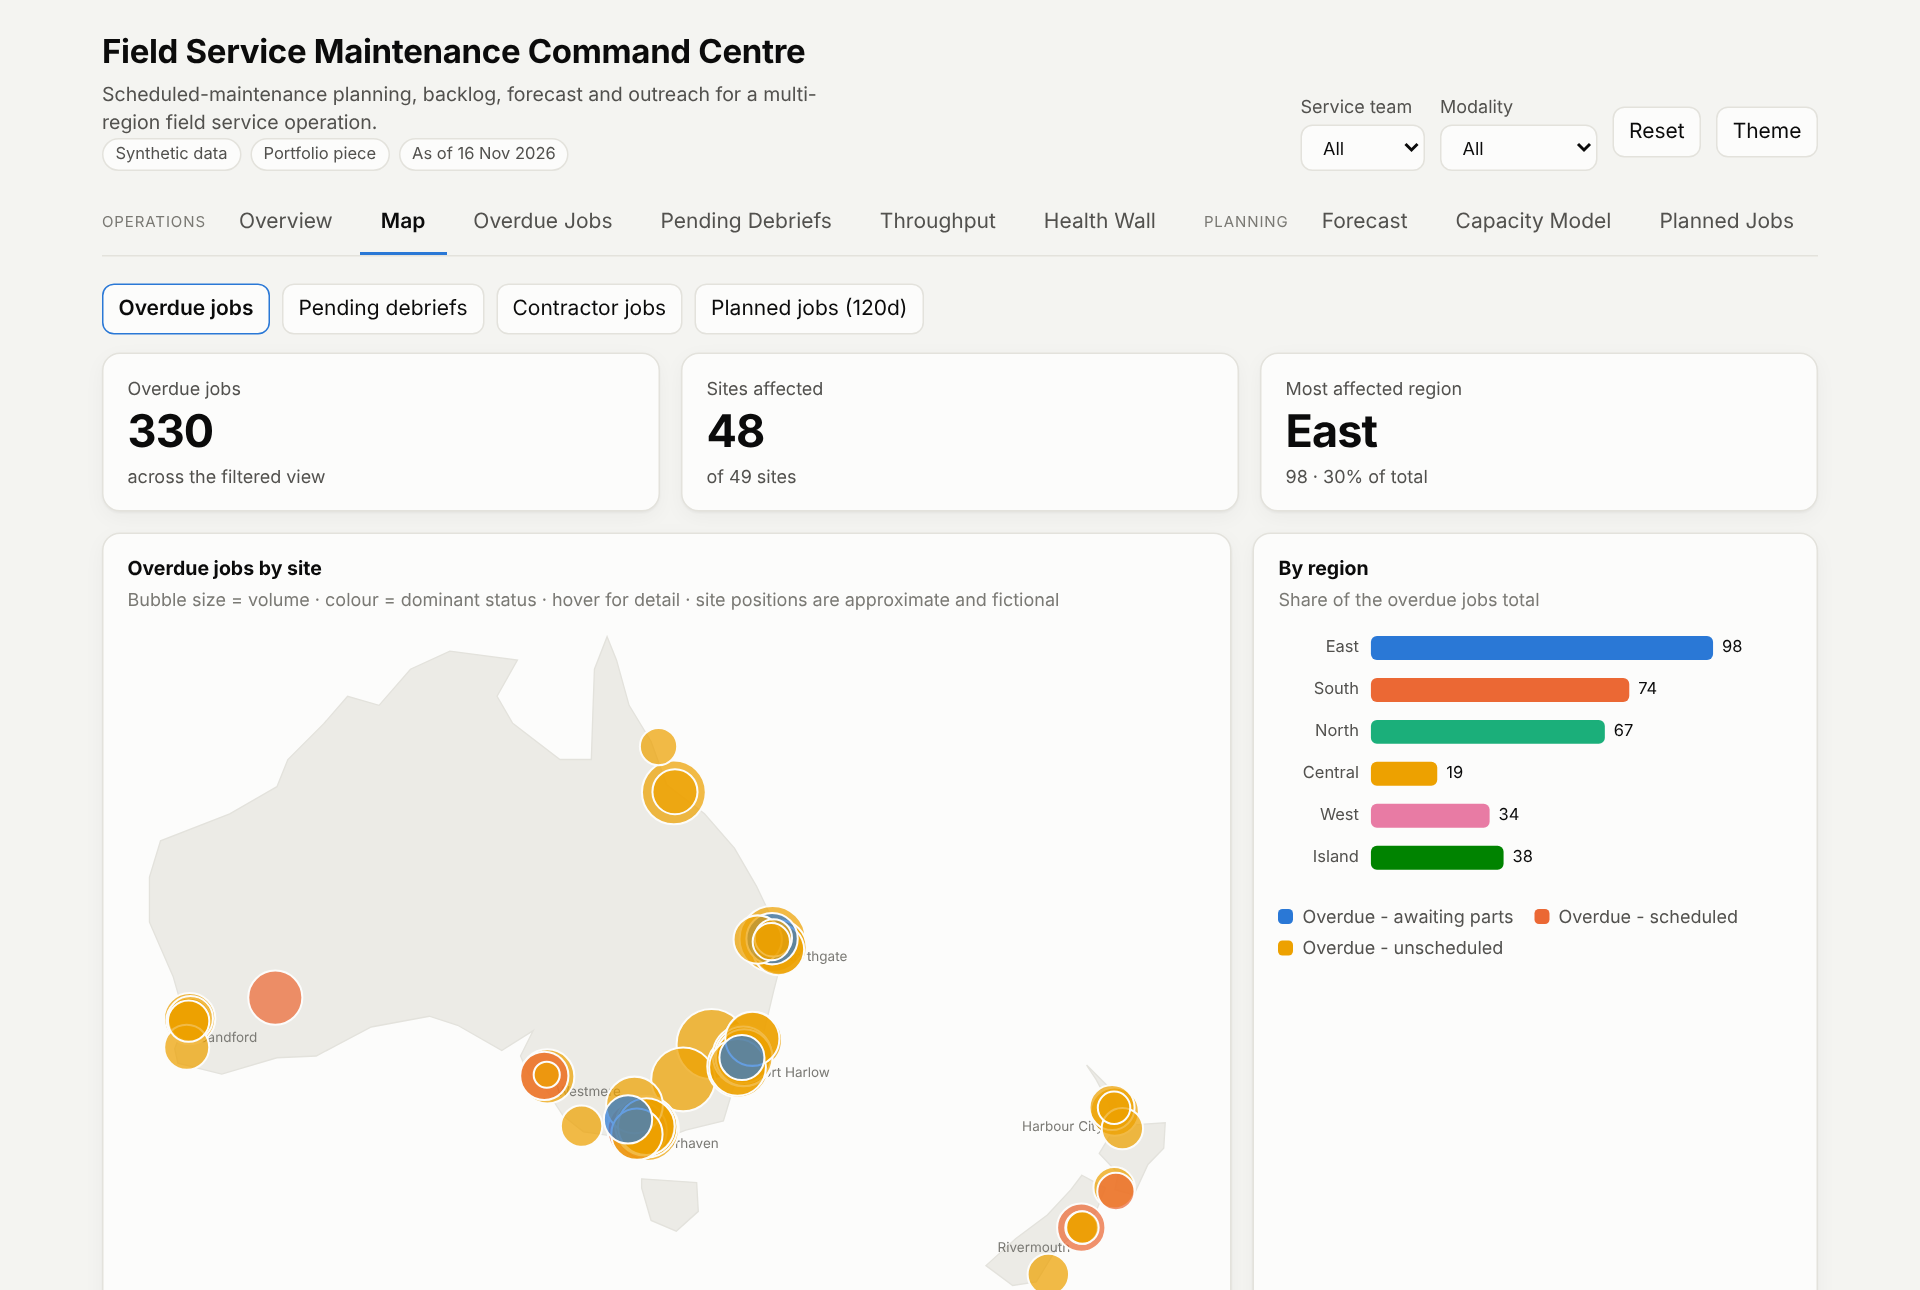 Field Service Maintenance Command Centre
Scheduled-maintenance planning, backlog, forecast and outreach for a multi-
region field service operation.
Synthetic data
Portfolio piece
As of 16 Nov 2026
Service team
All
Modality
All
Reset
Theme
OPERATIONS
Overview
Map
Overdue Jobs
Pending Debriefs
Throughput
Health Wall
PLANNING
Forecast
Capacity Model
Planned Jobs
Overdue jobs
Pending debriefs
Contractor jobs
Planned jobs (120d)
Overdue jobs
330
across the filtered view
Sites affected
48
of 49 sites
Most affected region
East
98 · 30% of total
Overdue jobs by site
Bubble size = volume · colour = dominant status · hover for detail · site positions are approximate and fictional
thgate
andford
rt Harlow
estmere
rhaven
Harbour City
Rivermouth
By region
Share of the overdue jobs total
East 98
South 74
North 67
Central 19
West 34
Island 38
Overdue - awaiting parts
Overdue - scheduled
Overdue - unscheduled